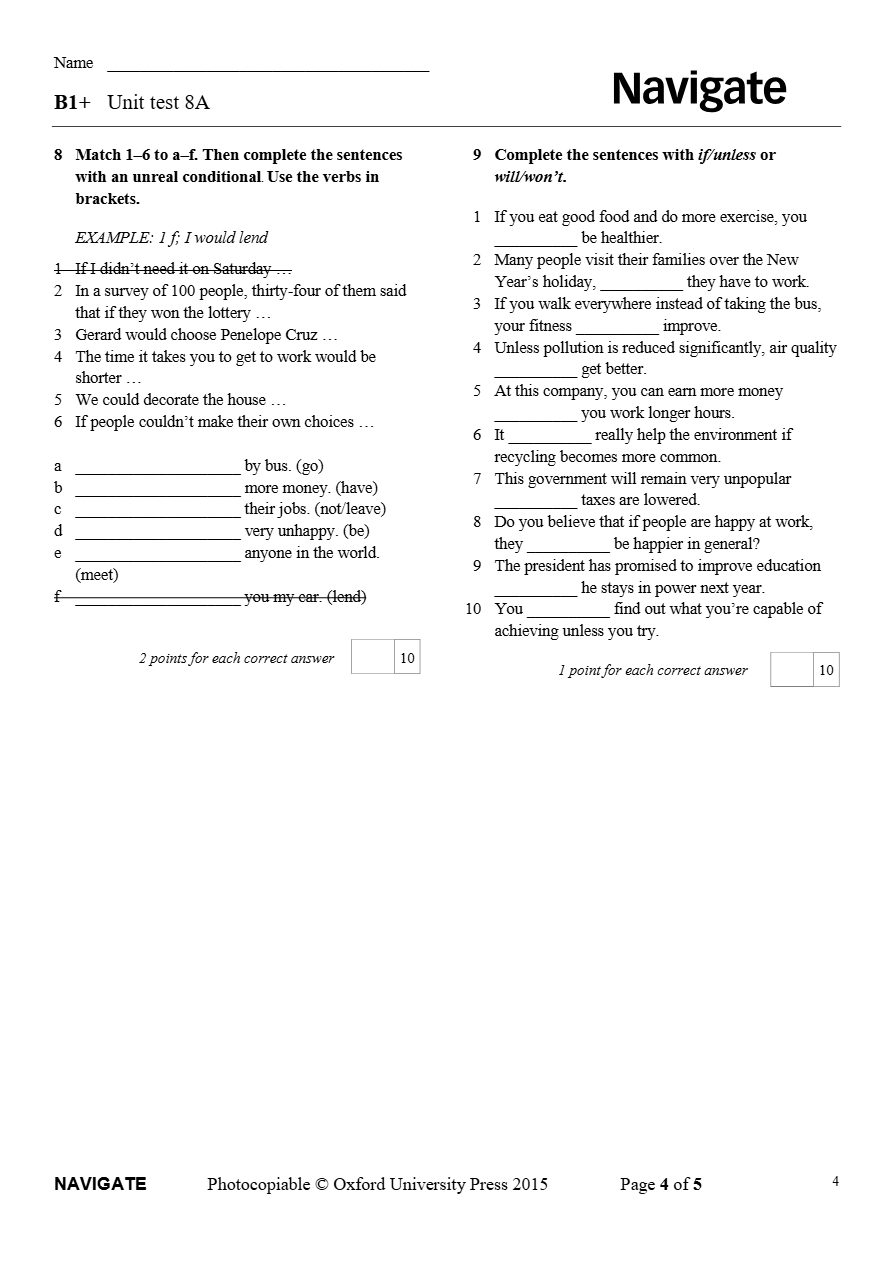 Name ____________________
Navigate
B1+ Unit test 8A
8 Match 1–6 to a–f. Then complete the sentences
with an unreal conditional. Use the verbs in
brackets.
EXAMPLE: 1 f; I would lend
1 If I didn’t need it on Saturday …
2 In a survey of 100 people, thirty-four of them said
that if they won the lottery …
3 Gerard would choose Penelope Cruz …
4 The time it takes you to get to work would be
shorter …
5 We could decorate the house …
6 If people couldn’t make their own choices …
a ____________________ by bus. (go)
b ____________________ more money. (have)
c ____________________ their jobs. (not/leave)
d ____________________ very unhappy. (be)
e ____________________ anyone in the world.
(meet)
f ____________________ you my car. (lend)
2 points for each correct answer 10
9 Complete the sentences with if/unless or
will/won’t.
1 If you eat good food and do more exercise, you
__________ be healthier.
2 Many people visit their families over the New
Year’s holiday, __________ they have to work.
3 If you walk everywhere instead of taking the bus,
your fitness __________ improve.
4 Unless pollution is reduced significantly, air quality
__________ get better.
5 At this company, you can earn more money
__________ you work longer hours.
6 It __________ really help the environment if
recycling becomes more common.
7 This government will remain very unpopular
__________ taxes are lowered.
8 Do you believe that if people are happy at work,
they __________ be happier in general?
9 The president has promised to improve education
__________ he stays in power next year.
10 You __________ find out what you’re capable of
achieving unless you try.
1 point for each correct answer 10
NAVIGATE Photocopiable © Oxford University Press 2015 Page 4 of 5 4